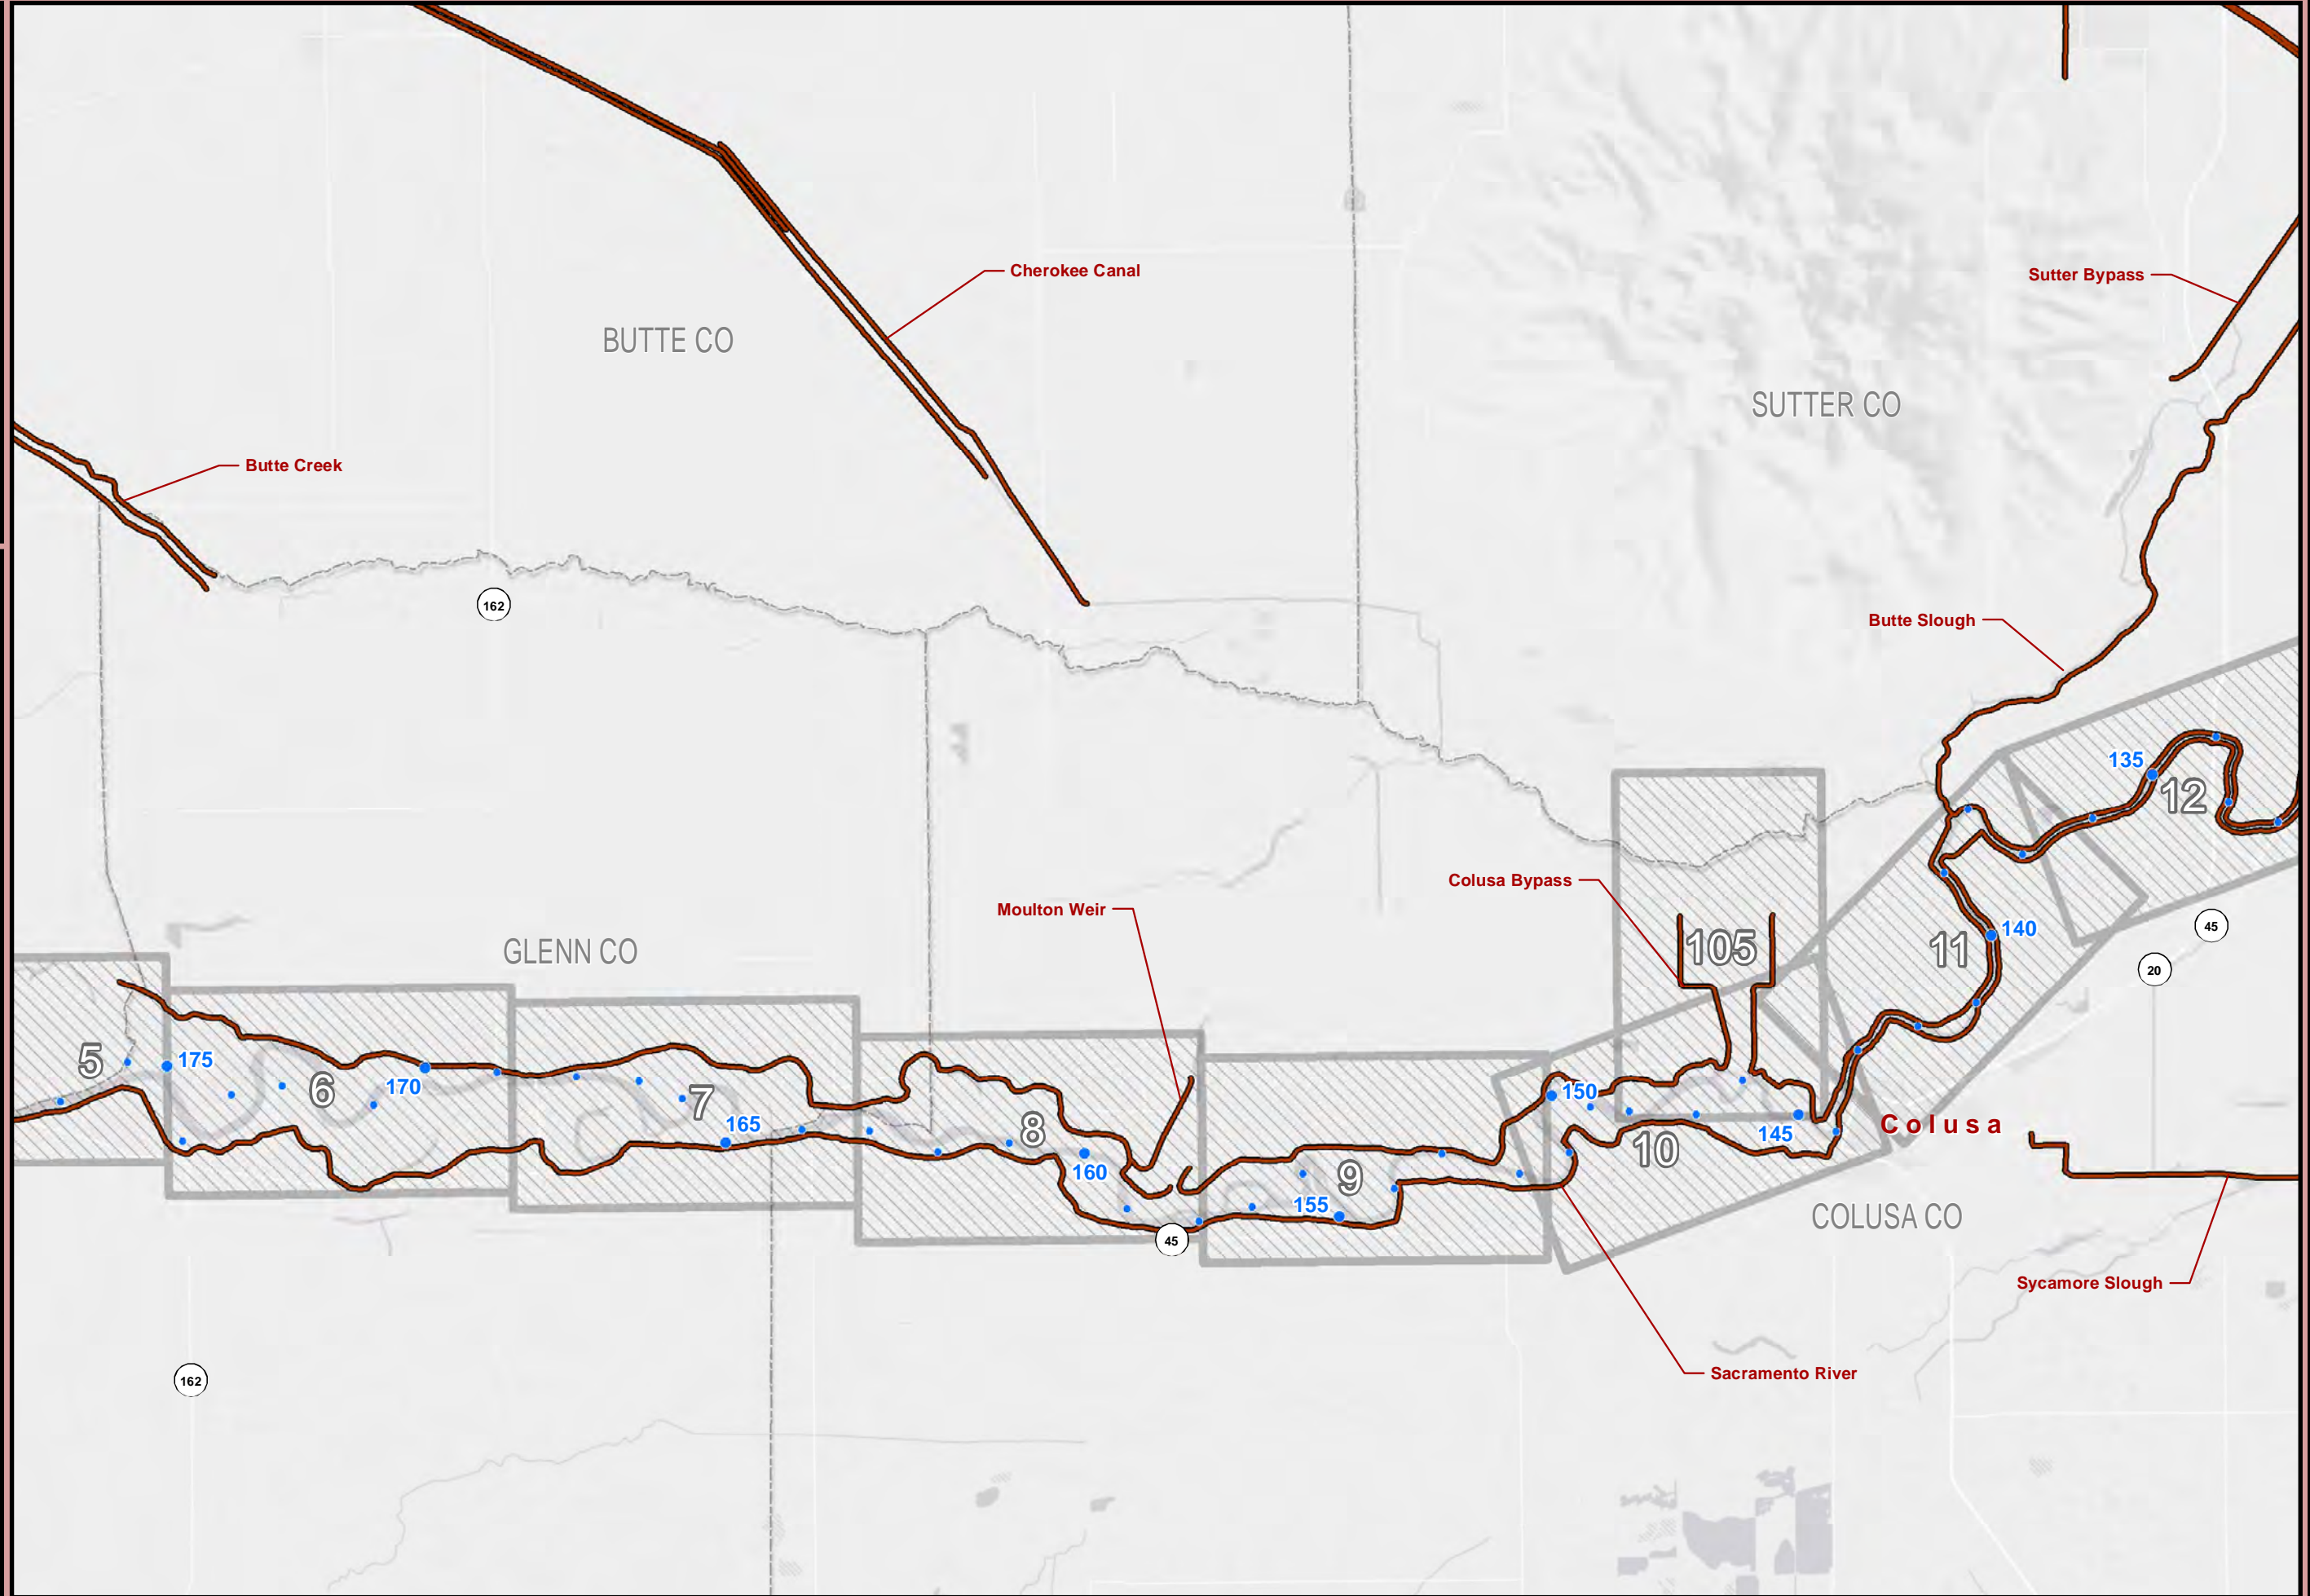 Cherokee Canal
Sutter Bypass
BUTTE CO
SUTTER CO
Butte Creek
162
Butte Slough
135
12
Colusa Bypass
Moulton Weir
45
140
105
11
GLENN CO
20
5
175
6
170
7
165
8
160
9
155
150
10
145
Colusa
45
COLUSA CO
Sycamore Slough
Sacramento River
162